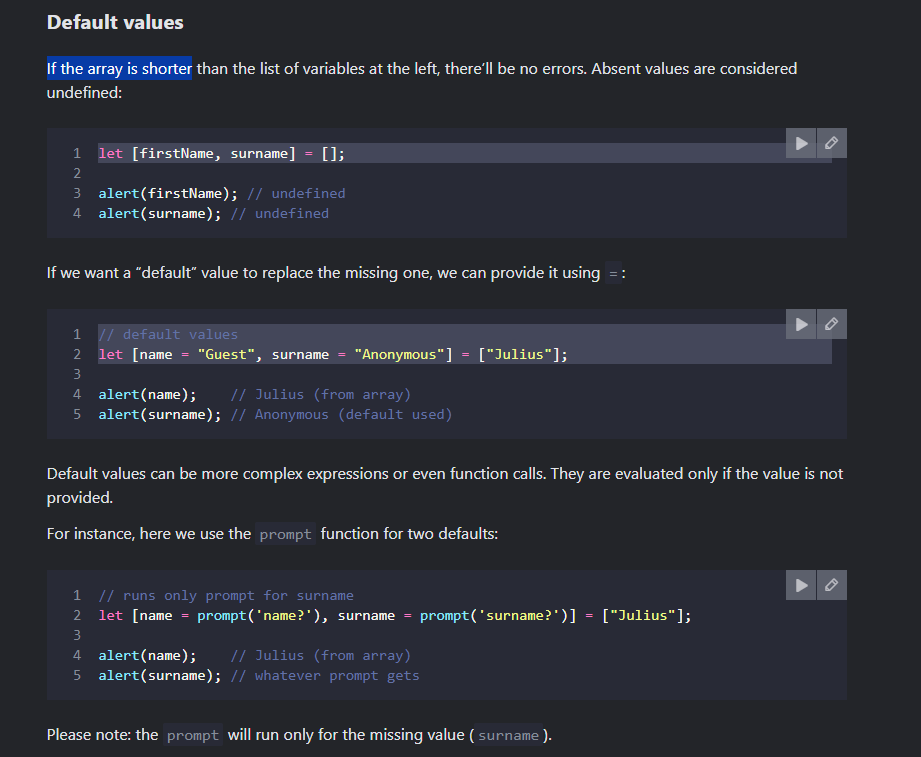 Default values
If the array is shorter than the list of variables at the left, there’ll be no errors. Absent values are considered
undefined:
1 let [firstName, surname] = [];
2
3 alert(firstName); // undefined
4 alert(surname); // undefined
If we want a “default” value to replace the missing one, we can provide it using = :
1 // default values
2 let [name = "Guest", surname = "Anonymous"] = ["Julius"];
3
4 alert(name);    // Julius (from array)
5 alert(surname); // Anonymous (default used)
Default values can be more complex expressions or even function calls. They are evaluated only if the value is not
provided.
For instance, here we use the prompt function for two defaults:
1 // runs only prompt for surname
2 let [name = prompt('name?'), surname = prompt('surname?')] = ["Julius"];
3
4 alert(name);    // Julius (from array)
5 alert(surname); // whatever prompt gets
Please note: the prompt will run only for the missing value ( surname ).